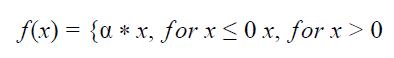 f(x) = {α * x, for x ≤ 0 x, for x > 0